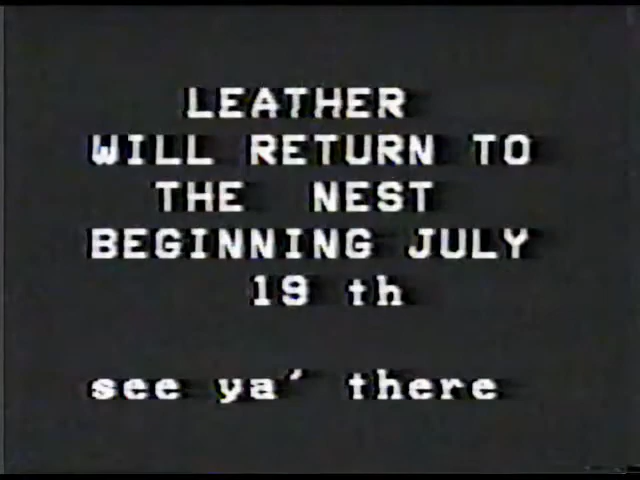 LEATHER
WILL RETURN TO
THE NEST
BEGINNING JULY
19 th
see ya' there